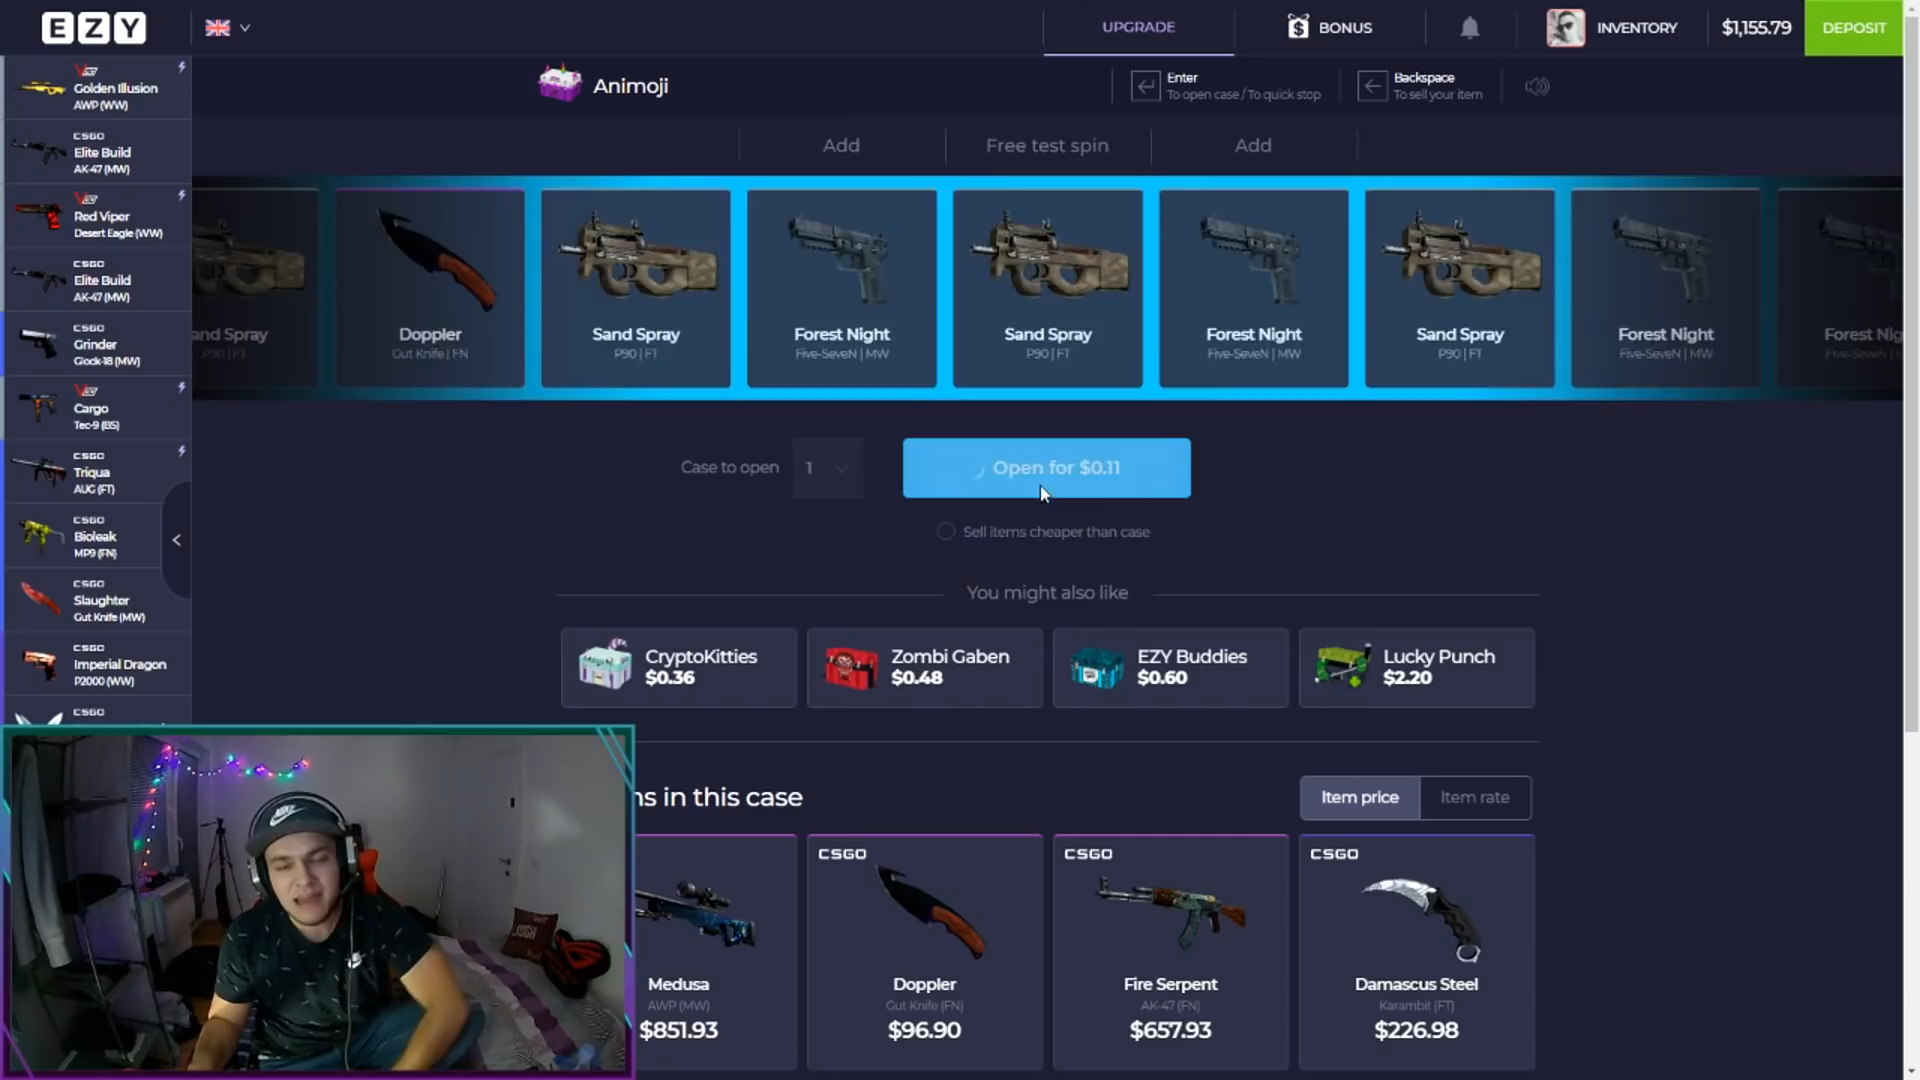 EZY
UPGRADE
BONUS
INVENTORY
$1,155.79
DEPOSIT
Animoji
Enter
To open case / To quick stop
Backspace
To sell your item
Add
Free test spin
Add
Golden Illusion
AWP (WW)
CSGO
Elite Build
AK-47 (MW)
Red Viper
Desert Eagle (WW)
CSGO
Elite Build
AK-47 (MW)
CSGO
Grinder
Glock-18 (MW)
Cargo
Tec-9 (BS)
CSGO
Triqua
AUG (FT)
CSGO
Bioleak
MP9 (FN)
CSGO
Slaughter
Gut Knife (MW)
CSGO
Imperial Dragon
P2000 (WW)
CSGO
and Spray
P90 | FT
Doppler
Gut Knife | FN
Sand Spray
P90 | FT
Forest Night
Five-SeveN | MW
Sand Spray
P90 | FT
Forest Night
Five-SeveN | MW
Sand Spray
P90 | FT
Forest Night
Five-SeveN | MW
Forest Nig
Five-SeveN | M
Case to open
1
Open for $0.11
Sell items cheaper than case
You might also like
CryptoKitties
$0.36
Zombi Gaben
$0.48
EZY Buddies
$0.60
Lucky Punch
$2.20
ns in this case
Item price
Item rate
Medusa
AWP (MW)
$851.93
CSGO
Doppler
Gut Knife (FN)
$96.90
CSGO
Fire Serpent
AK-47 (FN)
$657.93
CSGO
Damascus Steel
Karambit (FT)
$226.98